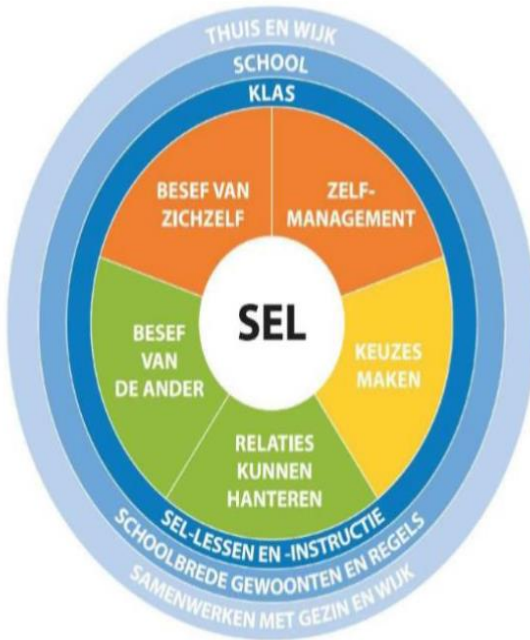 THUIS EN WIJK
SCHOOL
KLAS
BESEF VAN
ZICHZELF
ZELF-
MANAGEMENT
SEL
BESEF
VAN
DE ANDER
KEUZES
MAKEN
RELATIES
KUNNEN
HANTEREN
SEL-LESSEN EN -INSTRUCTIE
SCHOOLBREDE GEWOONTEN EN REGELS
SAMENWERKEN MET GEZIN EN WIJK